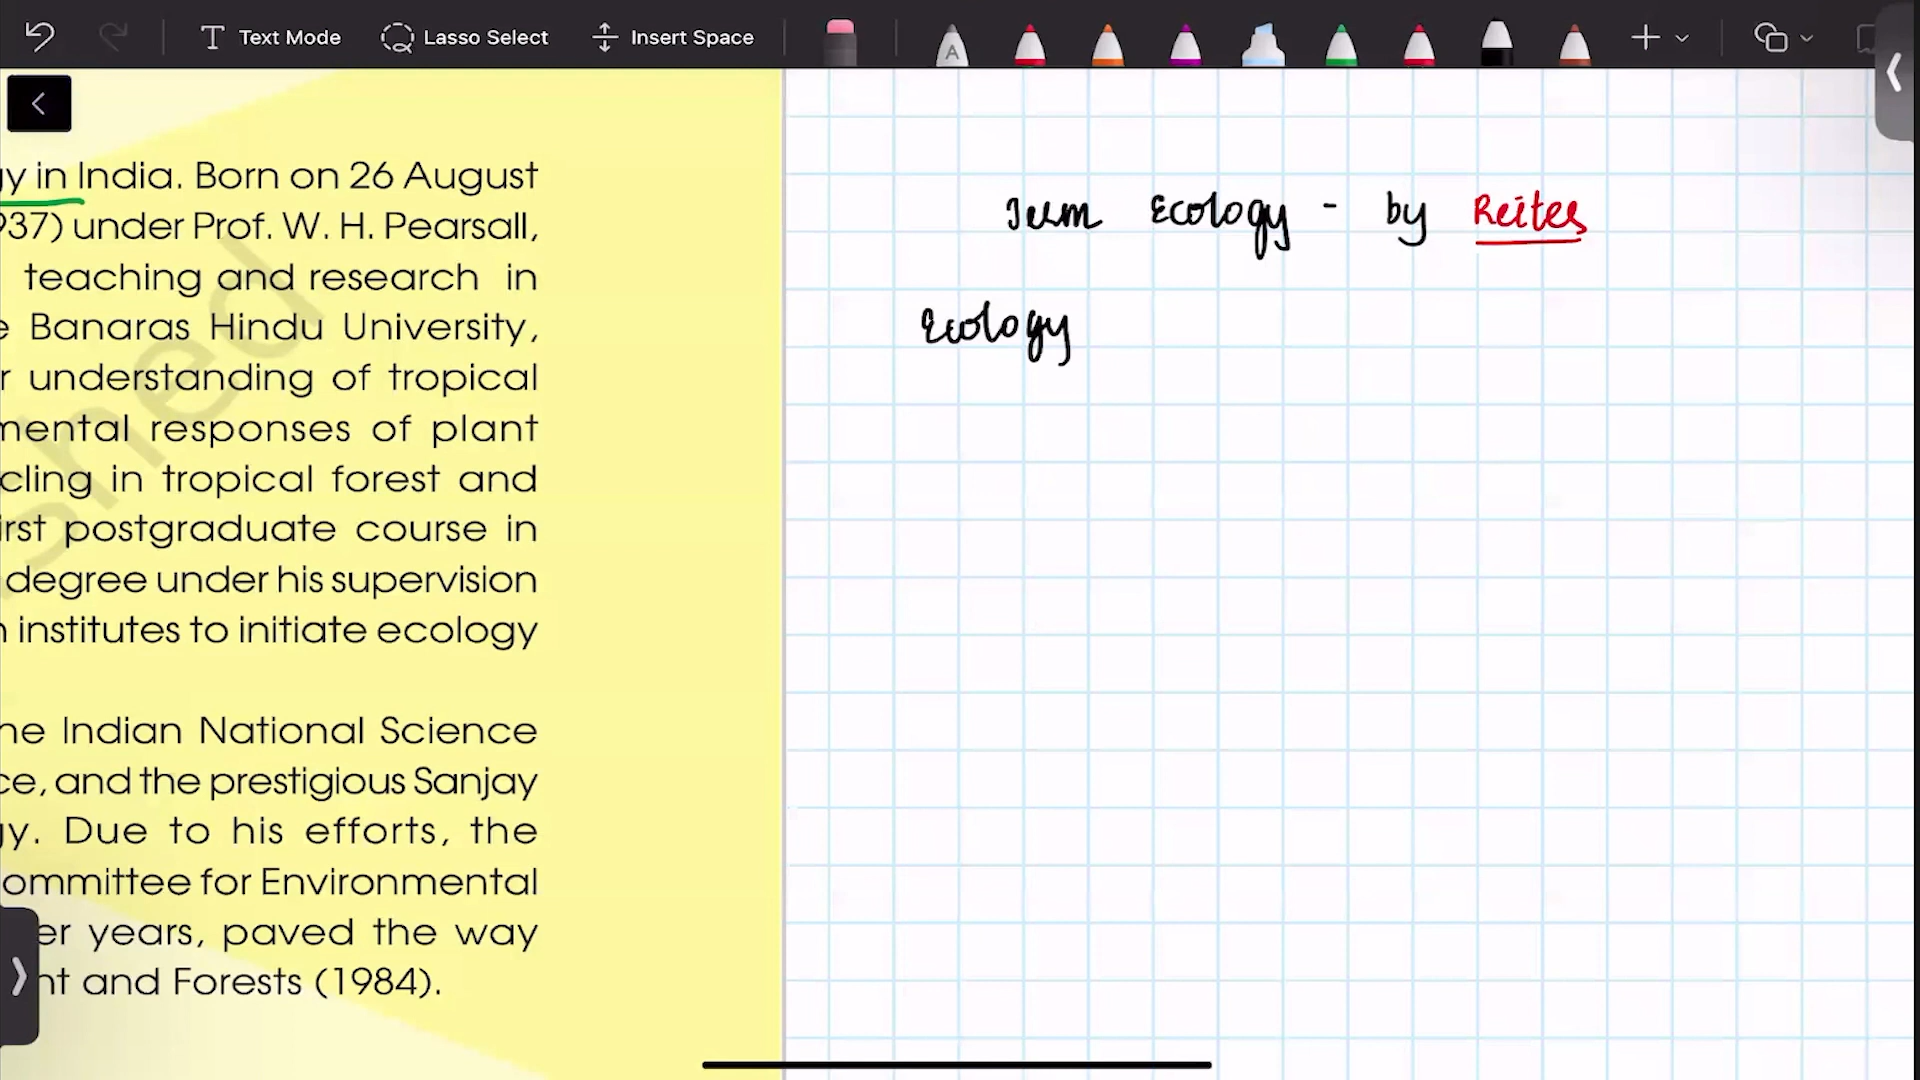 Text Mode Lasso Select Insert Space
A
gy in India. Born on 26 August
937) under Prof. W. H. Pearsall,
teaching and research in
e Banaras Hindu University,
r understanding of tropical
mental responses of plant
cling in tropical forest and
irst postgraduate course in
degree under his supervision
n institutes to initiate ecology
he Indian National Science
ce, and the prestigious Sanjay
gy. Due to his efforts, the
ommittee for Environmental
er years, paved the way
nt and Forests (1984).
shed
Term Ecology - by Reiter
Ecology